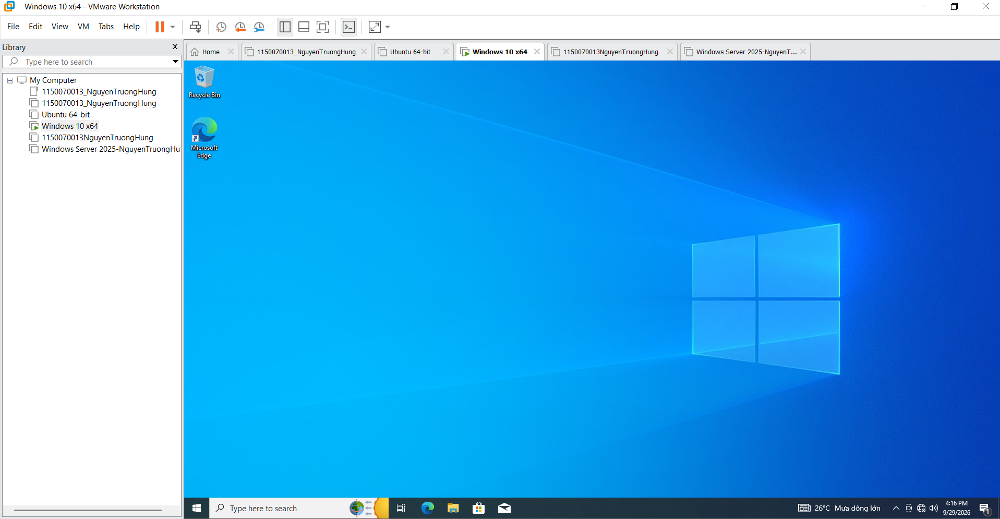 Windows 10 x64 - VMware Workstation
File Edit View VM Tabs Help
Library
Type here to search
My Computer
1150070013_NguyenTruongHung
1150070013_NguyenTruongHung
Ubuntu 64-bit
Windows 10 x64
1150070013NguyenTruongHung
Windows Server 2025-NguyenTruongHu
Home
1150070013_NguyenTruongHung
Ubuntu 64-bit
Windows 10 x64
1150070013NguyenTruongHung
Windows Server 2025-NguyenT...
Recycle Bin
Microsoft
Edge
Type here to search
26°C Mưa dông lớn
4:16 PM
9/29/2026
1